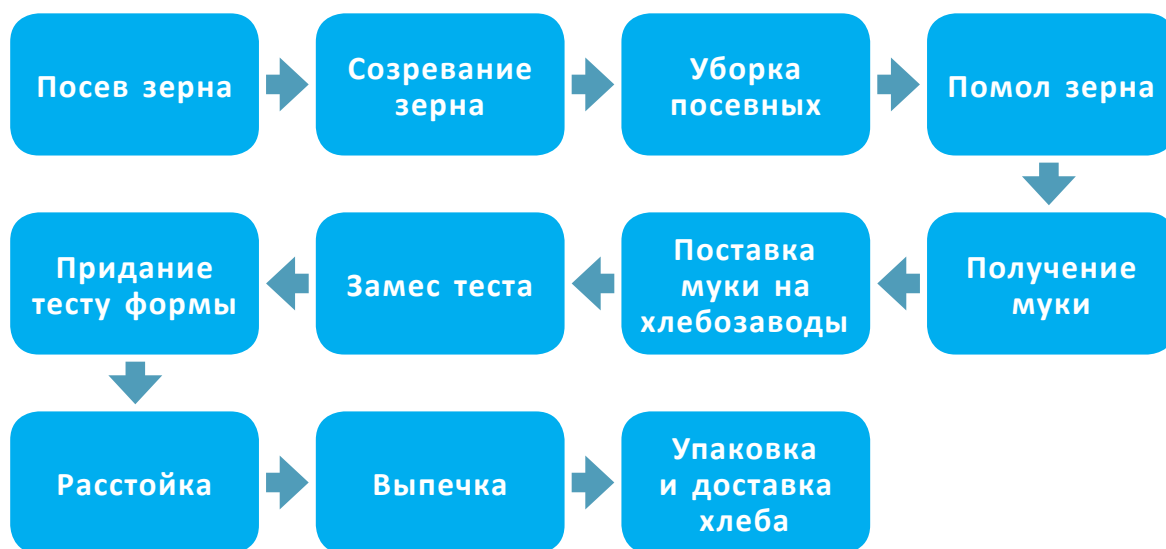 Посев зерна
Созревание
зерна
Уборка
посевных
Помол зерна
Получение
муки
Поставка
муки на
хлебозаводы
Замес теста
Придание
тесту формы
Расстойка
Выпечка
Упаковка
и доставка
хлеба